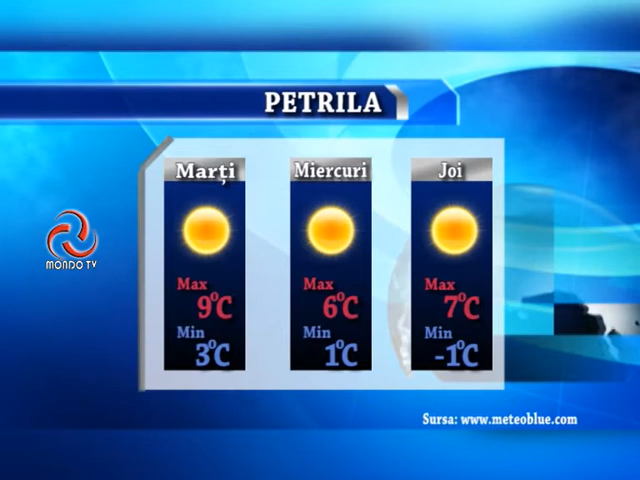 PETRILA
Marți
Max
9°C
Min
3°C
Miercuri
Max
6°C
Min
1°C
Joi
Max
7°C
Min
-1°C
MONDO TV
Sursa: www.meteoblue.com